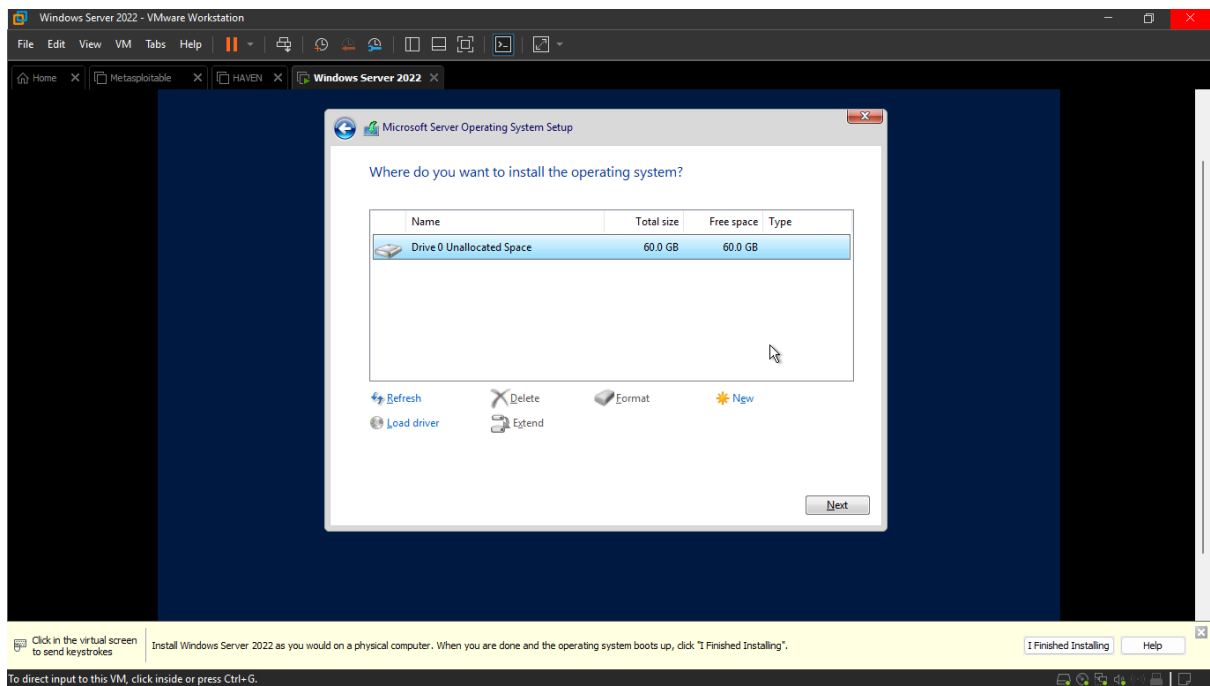 Windows Server 2022 - VMware Workstation
File Edit View VM Tabs Help
Home Metasploitable HAVEN Windows Server 2022
Microsoft Server Operating System Setup
Where do you want to install the operating system?
Name Total size Free space Type
Drive 0 Unallocated Space 60.0 GB 60.0 GB
Refresh Delete Format New
Load driver Extend
Next
Click in the virtual screen
to send keystrokes
Install Windows Server 2022 as you would on a physical computer. When you are done and the operating system boots up, click "I Finished Installing".
I Finished Installing Help
To direct input to this VM, click inside or press Ctrl+G.